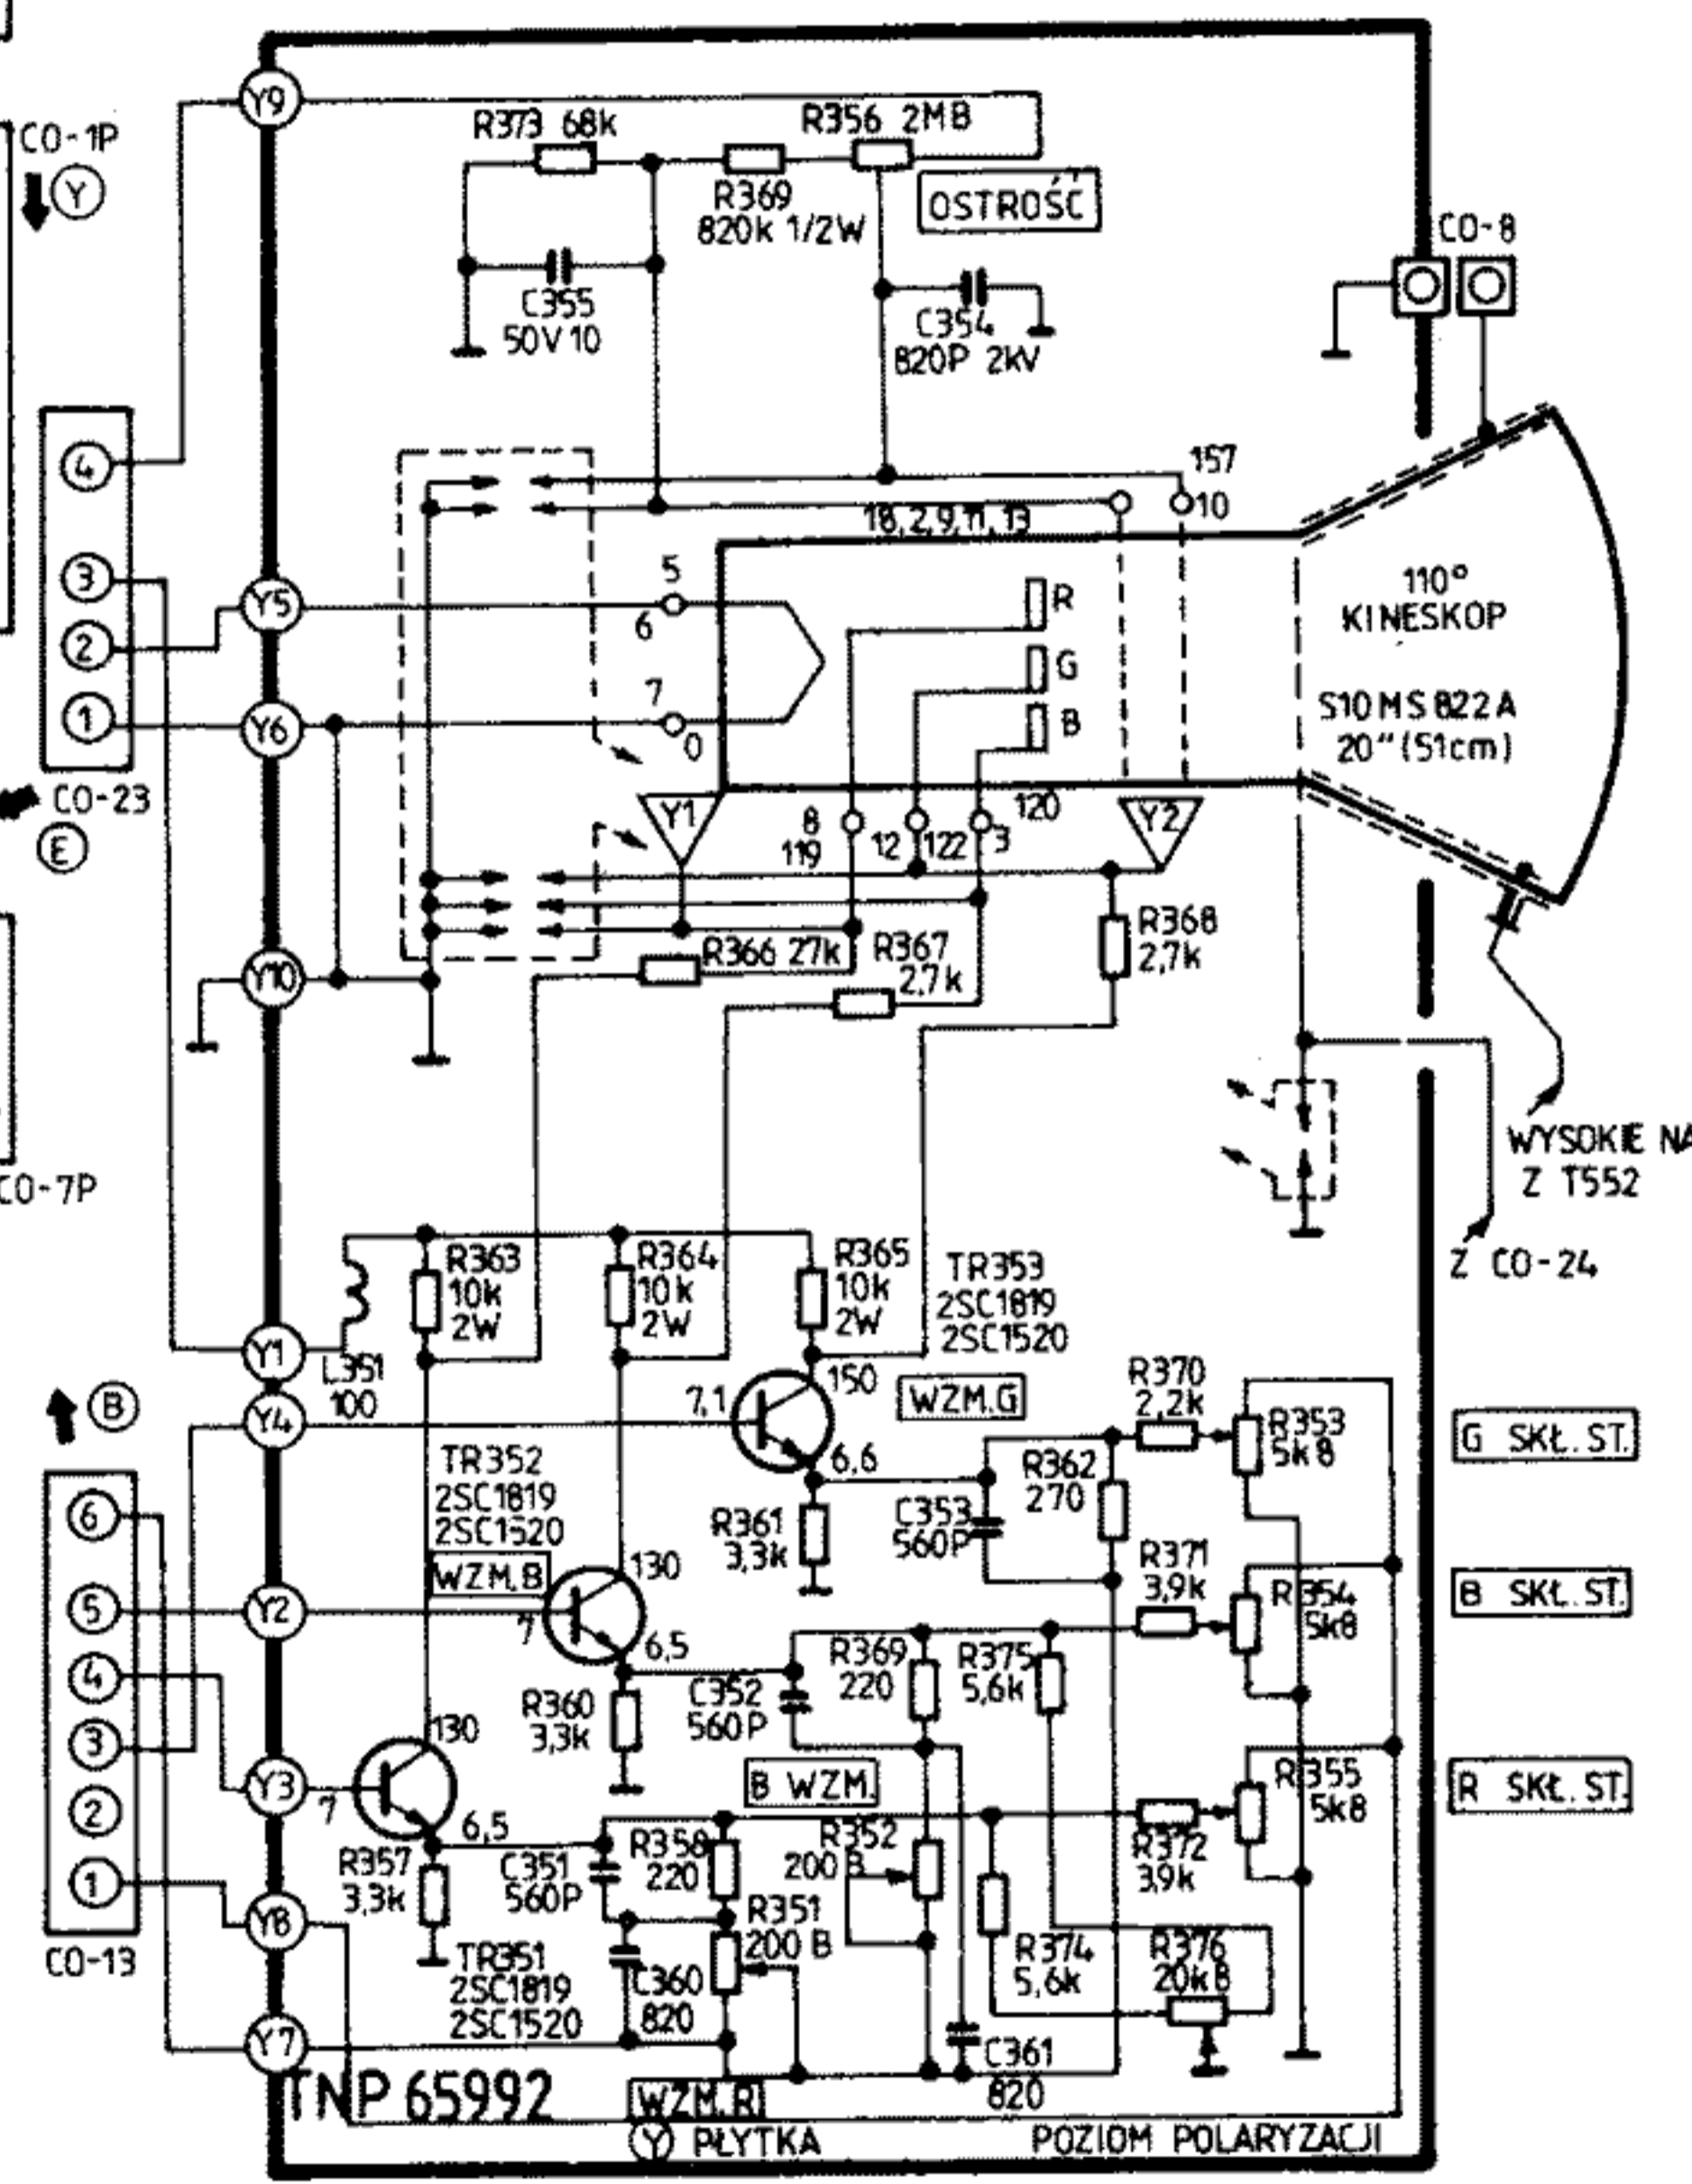 Y9
CO-1P
Y
R373 68k
R356 2MB
R369
820k 1/2W
OSTROŚĆ
C355
50V 10
C354
820P 2KV
CO-8
4
3
2
1
CO-23
E
Y5
Y6
Y10
157
10
18,2,9,11,13
5
6
7
0
R
G
B
110°
KINESKOP
S10MS822A
20"(51cm)
Y1
8
119
12
122
3
120
Y2
R366 27k
R367
2,7k
R368
2,7k
WYSOKIE NA
Z T552
Z CO-24
CO-7P
R363
10k
2W
R364
10k
2W
R365
10k
2W
TR353
2SC1819
2SC1520
Y1
L351
100
B
Y4
7,1
150
WZM.G
6,6
R370
2,2k
R353
5k8
G SKŁ.ST.
TR352
2SC1819
2SC1520
WZM.B
130
R361
3,3k
C353
560P
R362
270
R371
3,9k
R354
5k8
B SKŁ.ST.
6
5
4
3
2
1
CO-13
Y2
7
6,5
R360
3,3k
C352
560P
R369
220
R375
5,6k
130
Y3
7
6,5
B WZM.
R355
5k8
R SKŁ.ST.
R357
3,3k
C351
560P
R358
220
R352
200 B
R372
3,9k
Y8
R351
200 B
TR351
2SC1819
2SC1520
C360
820
R374
5,6k
R376
20kB
Y7
C361
820
TNP 65992
WZM.R
Y PŁYTKA
POZIOM POLARYZACJI